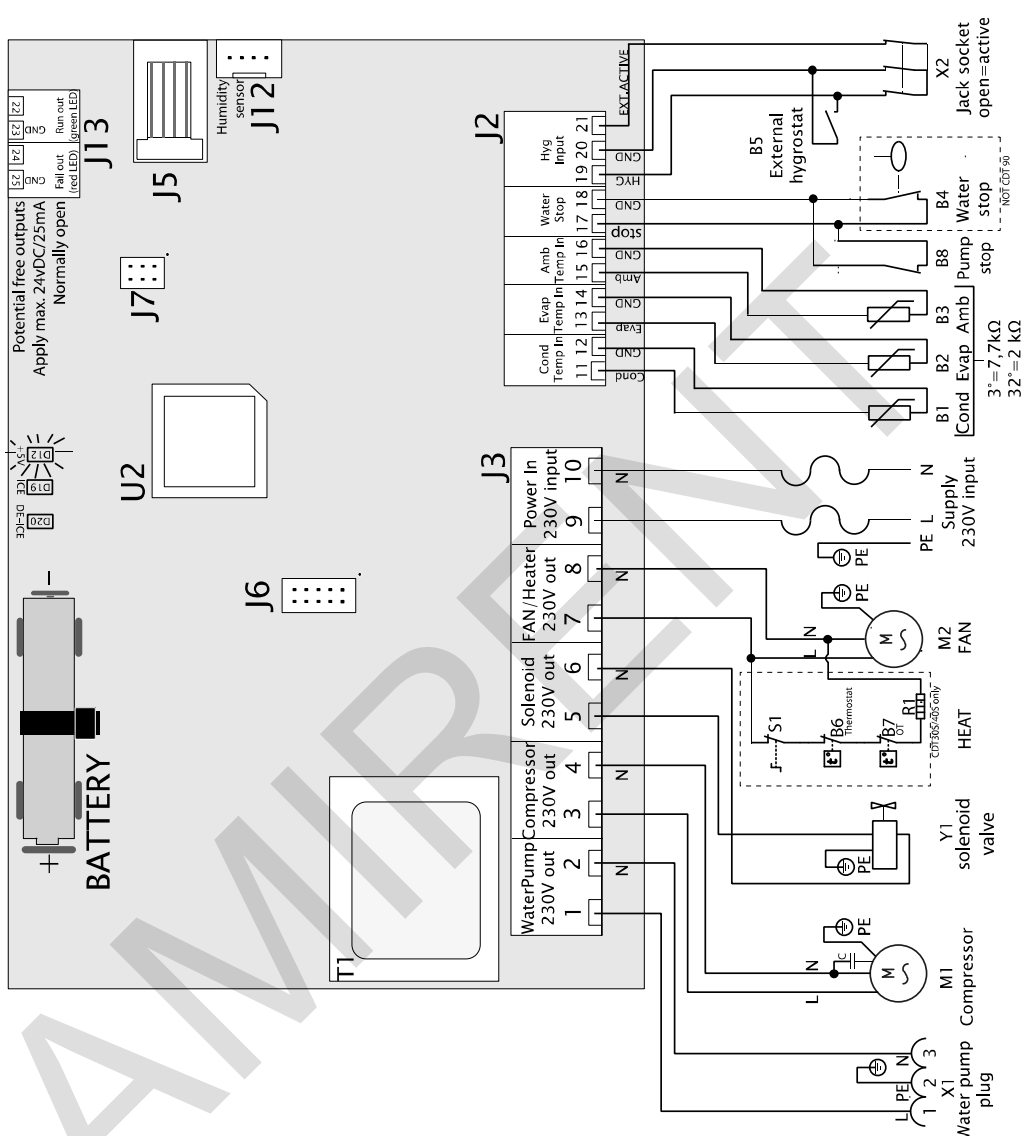 Jack socket
open=active
X2
B5
External
hygrostat
B4
Water
stop
NOT CDT 90
B8
Pump
stop
B3
Amb
B2
Evap
B1
Cond
3°=7,7kΩ
32°=2 kΩ
N
L
PE
Supply
230V input
PE
PE
M
M2
FAN
L
N
S1
B6
Thermostat
t°
B7
OT
t°
R1
CDT30S/40S only
HEAT
Y1
solenoid
valve
PE
PE
C
L
N
M
M1
Compressor
L
PE
N
1
2
3
X1
Water pump
plug
J2
Hyg
Input
21
20
19
EXT.ACTIVE
GND
HYG
Water
Stop
18
17
GND
stop
Amb
Temp In
16
15
GND
Amb
Evap
Temp In
14
13
GND
Evap
Cond
Temp In
12
11
GND
Cond
J3
Power In
230V input
10
9
N
FAN/Heater
230V out
8
7
N
Solenoid
230V out
6
5
N
Compressor
230V out
4
3
N
WaterPump
230V out
2
1
N
Humidity
sensor
J12
J5
J13
22
23
GND
Run out
(green LED)
24
25
GND
Fail out
(red LED)
Potential free outputs
Apply max. 24vDC/25mA
Normally open
J7
U2
J6
+5V
D12
ICE
D19
DE-ICE
D20
BATTERY
+
-
T1
AMIRENT